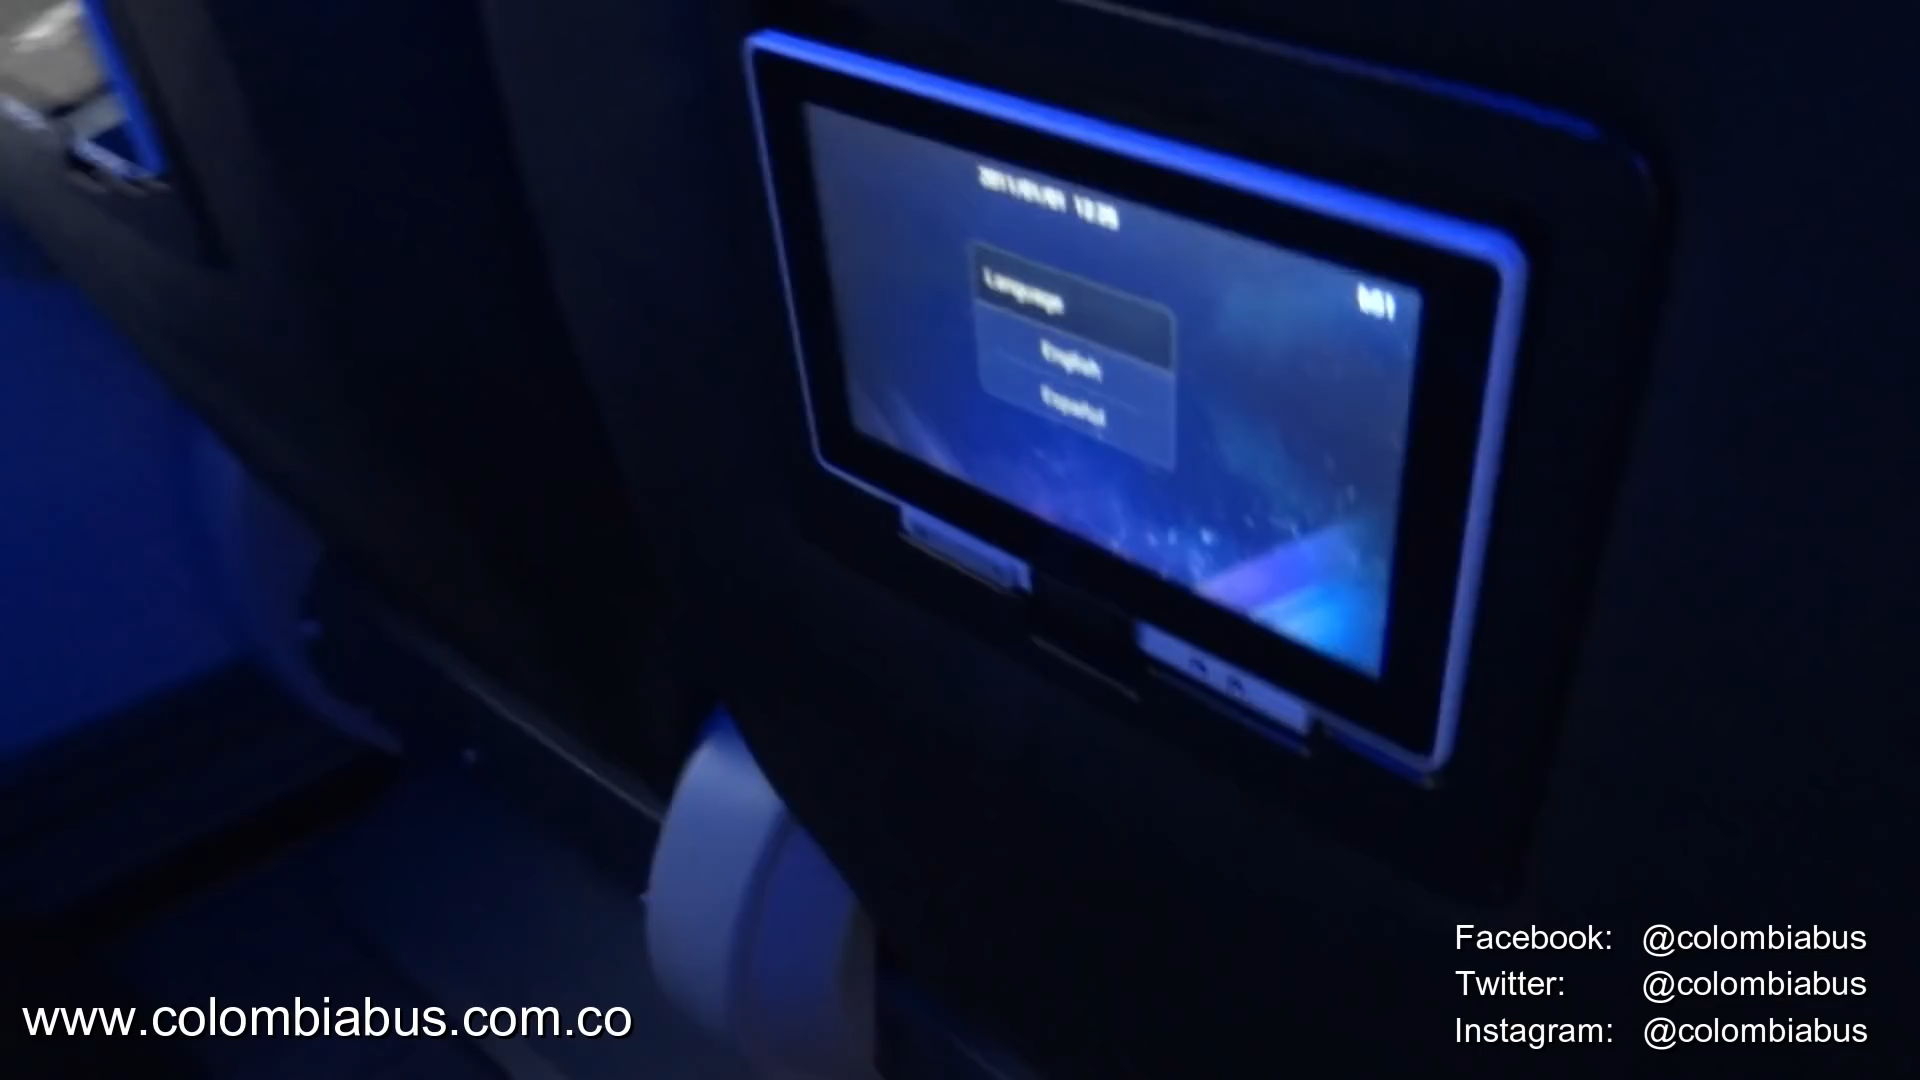 Language
English
Español
www.colombiabus.com.co
Facebook: @colombiabus
Twitter: @colombiabus
Instagram: @colombiabus